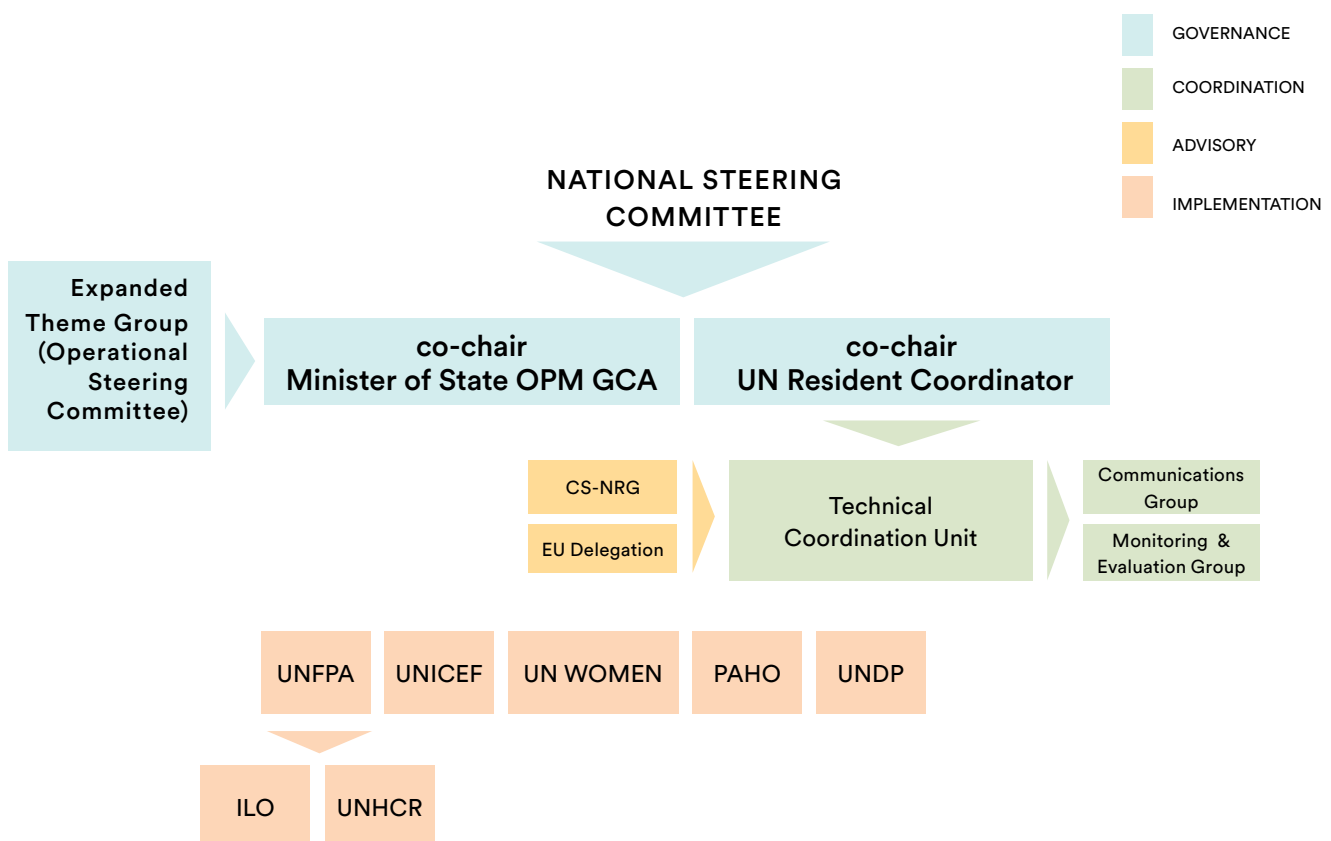 GOVERNANCE
COORDINATION
ADVISORY
IMPLEMENTATION
NATIONAL STEERING
COMMITTEE
Expanded
Theme Group
(Operational
Steering
Committee)
co-chair
Minister of State OPM GCA
co-chair
UN Resident Coordinator
CS-NRG
EU Delegation
Technical
Coordination Unit
Communications
Group
Monitoring &
Evaluation Group
UNFPA
UNICEF
UN WOMEN
PAHO
UNDP
ILO
UNHCR